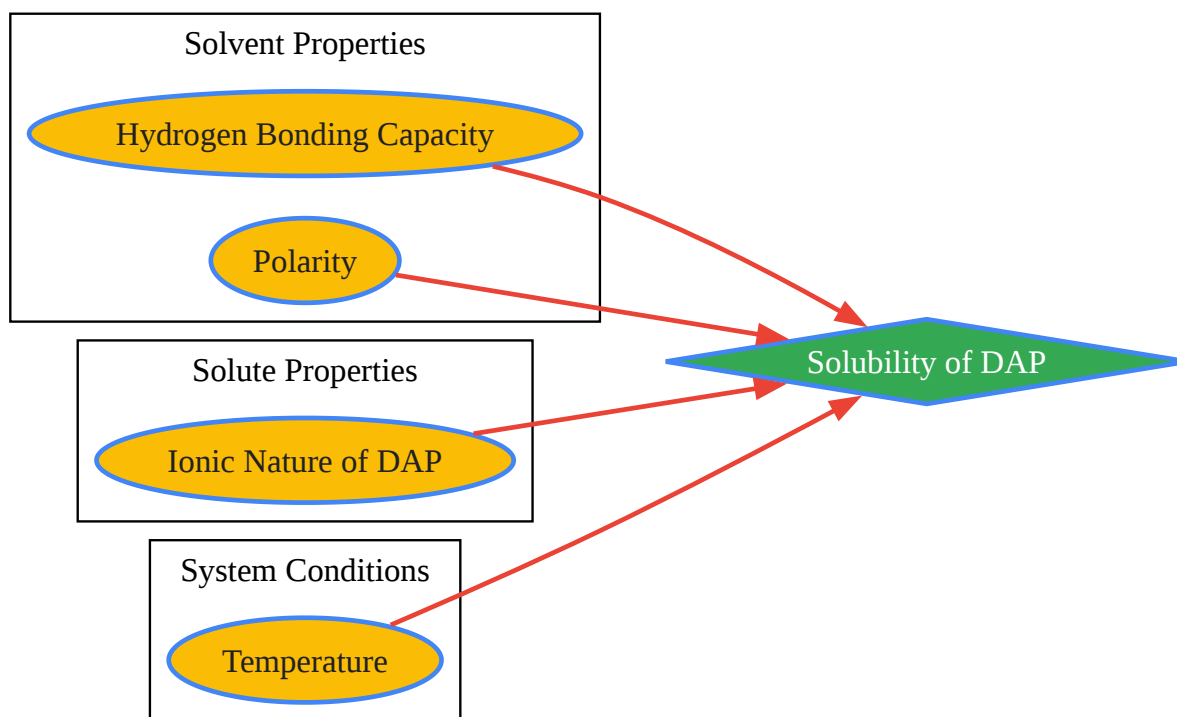 Solvent Properties
Hydrogen Bonding Capacity
Polarity
Solubility of DAP
Solute Properties
Ionic Nature of DAP
System Conditions
Temperature